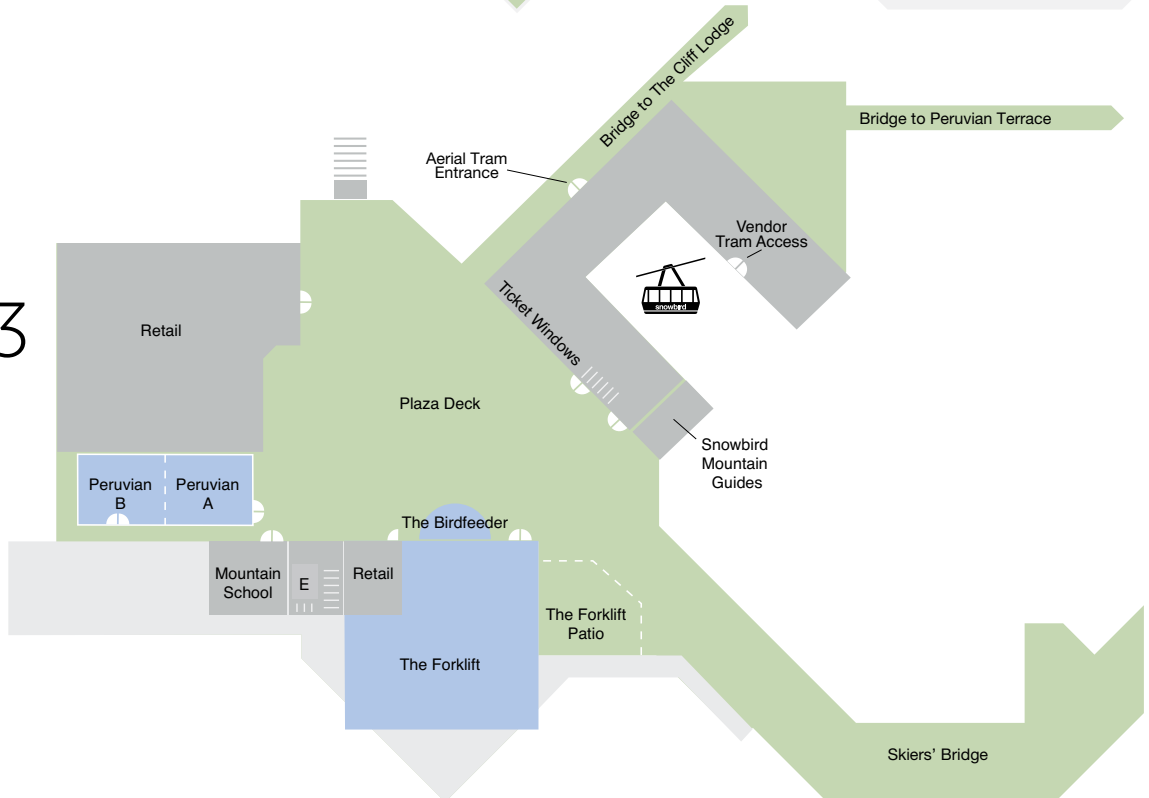 Bridge to The Cliff Lodge
Bridge to Peruvian Terrace
Aerial Tram
Entrance
Vendor
Tram Access
snowbird
3
Retail
Ticket Windows
Plaza Deck
Snowbird
Mountain
Guides
Peruvian
B
Peruvian
A
The Birdfeeder
Mountain
School
E
Retail
The Forklift
Patio
The Forklift
Skiers’ Bridge